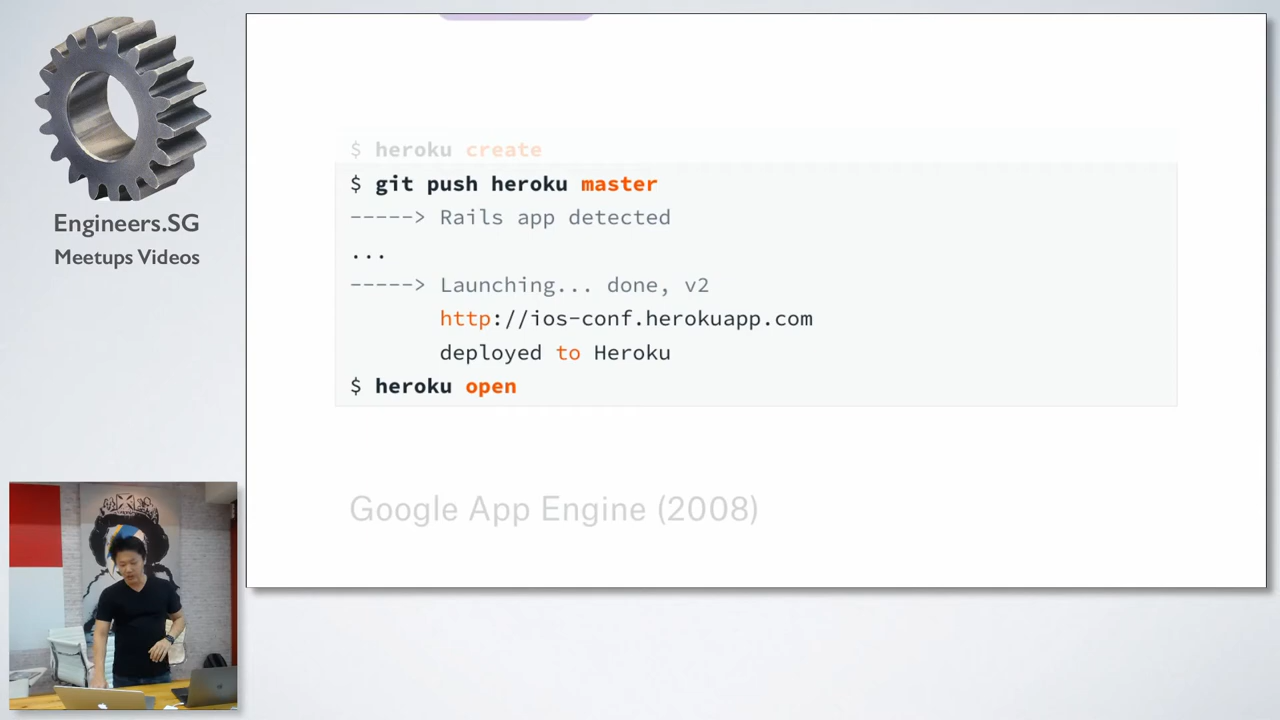 Engineers.SG
Meetups Videos
$ heroku create
$ git push heroku master
-----> Rails app detected
...
-----> Launching... done, v2
http://ios-conf.herokuapp.com
deployed to Heroku
$ heroku open
Google App Engine (2008)